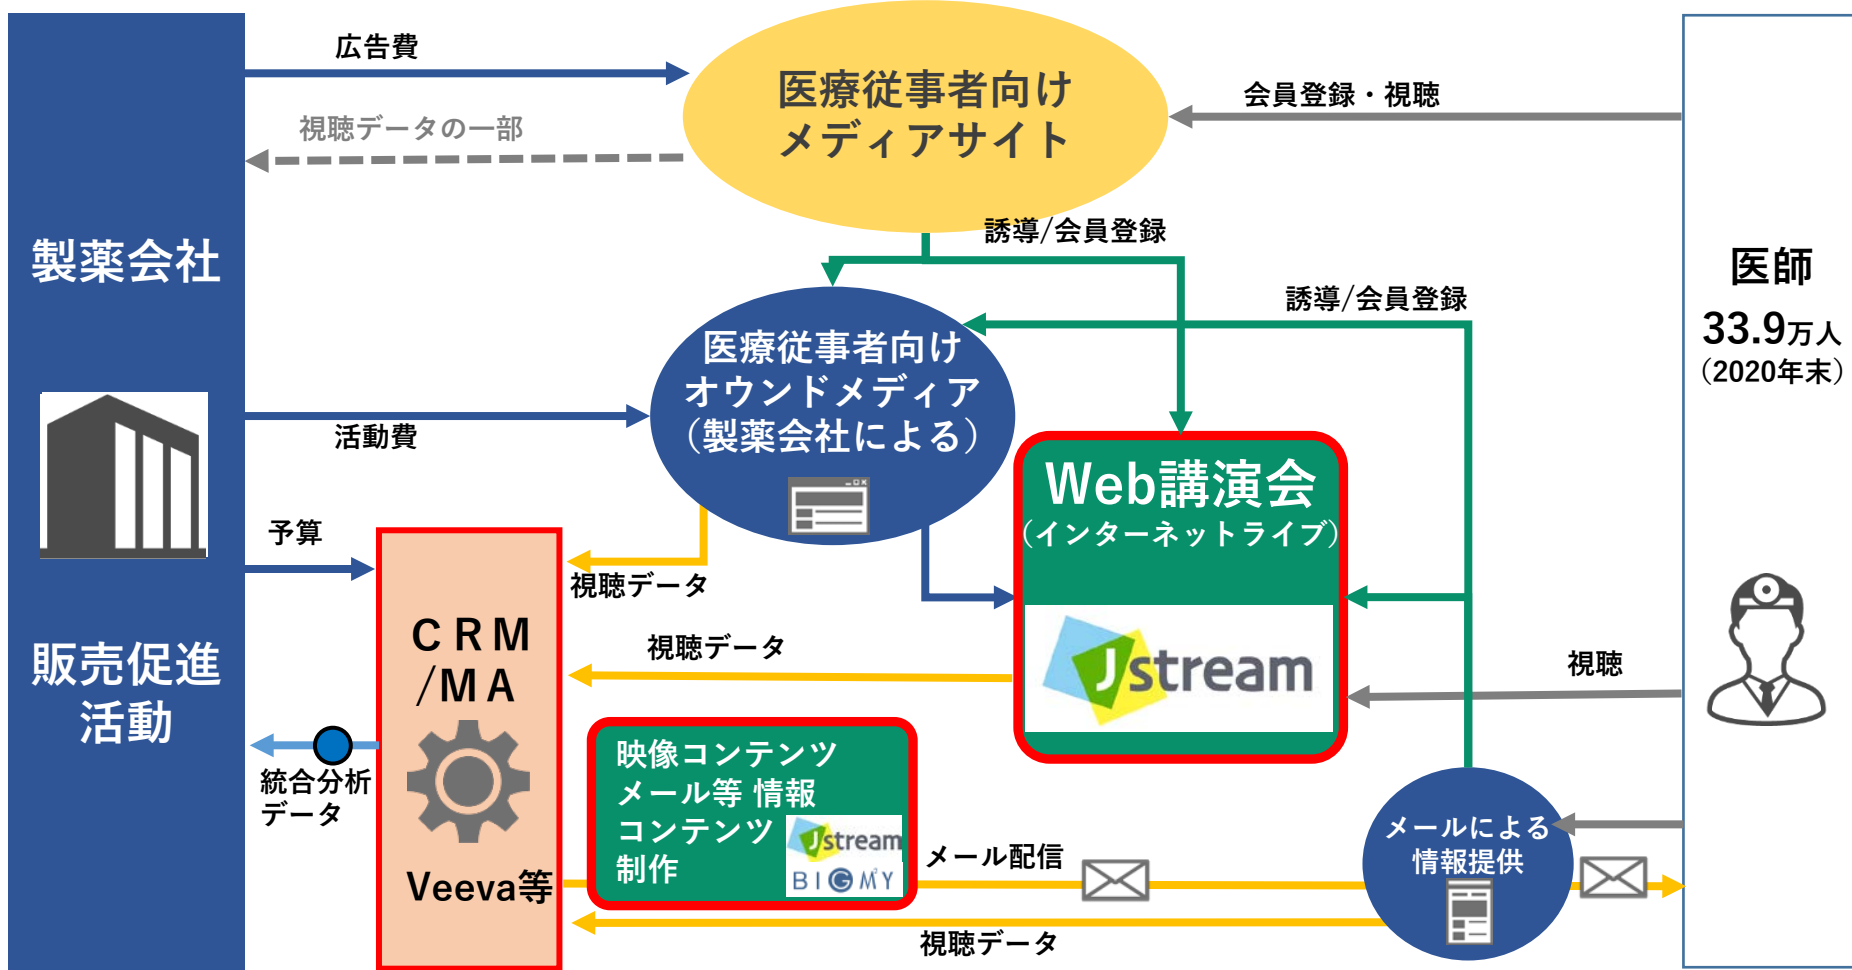 広告費
視聴データの一部
医療従事者向け
メディアサイト
会員登録・視聴
誘導/会員登録
誘導/会員登録
製薬会社
販売促進
活動
医師
33.9万人
（2020年末）
医療従事者向け
オウンドメディア
（製薬会社による）
活動費
予算
視聴データ
Web講演会
（インターネットライブ）
Jstream
視聴データ
視聴
CRM
/MA
Veeva等
統合分析
データ
映像コンテンツ
メール等 情報
コンテンツ
制作
Jstream
BIGMY
メール配信
メールによる
情報提供
視聴データ